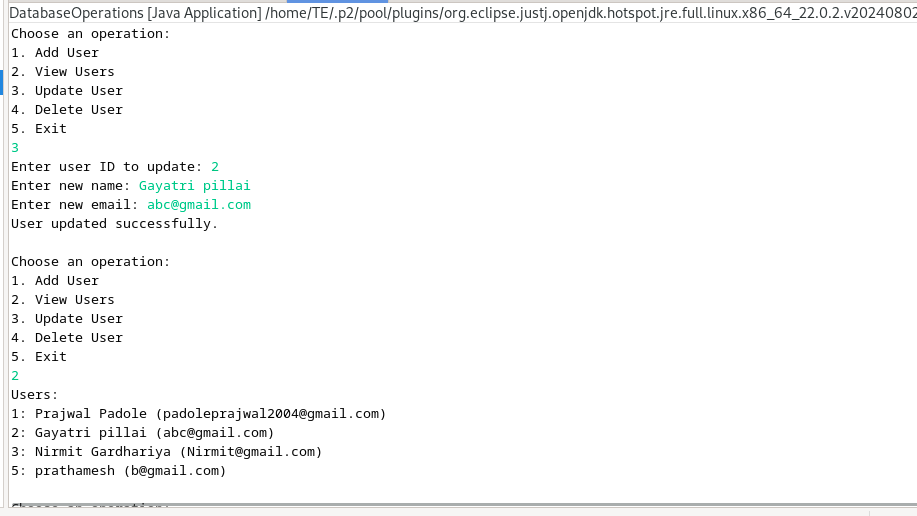 DatabaseOperations [Java Application] /home/TE/.p2/pool/plugins/org.eclipse.justj.openjdk.hotspot.jre.full.linux.x86_64_22.0.2.v20240802
Choose an operation:
1. Add User
2. View Users
3. Update User
4. Delete User
5. Exit
3
Enter user ID to update: 2
Enter new name: Gayatri pillai
Enter new email: abc@gmail.com
User updated successfully.
Choose an operation:
1. Add User
2. View Users
3. Update User
4. Delete User
5. Exit
2
Users:
1: Prajwal Padole (padoleprajwal2004@gmail.com)
2: Gayatri pillai (abc@gmail.com)
3: Nirmit Gardhariya (Nirmit@gmail.com)
5: prathamesh (b@gmail.com)